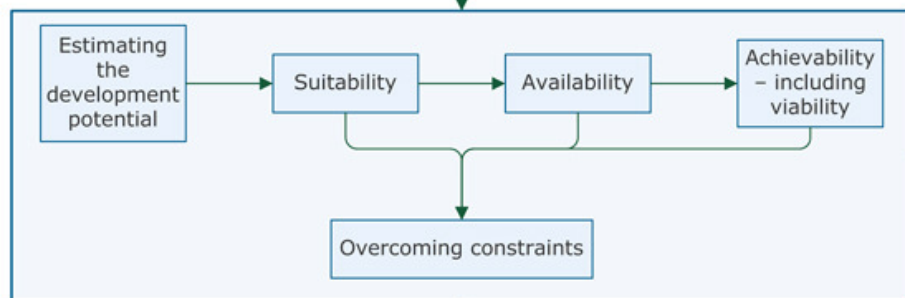 Estimating
the
development
potential
Suitability
Availability
Achievability
– including
viability
Overcoming constraints